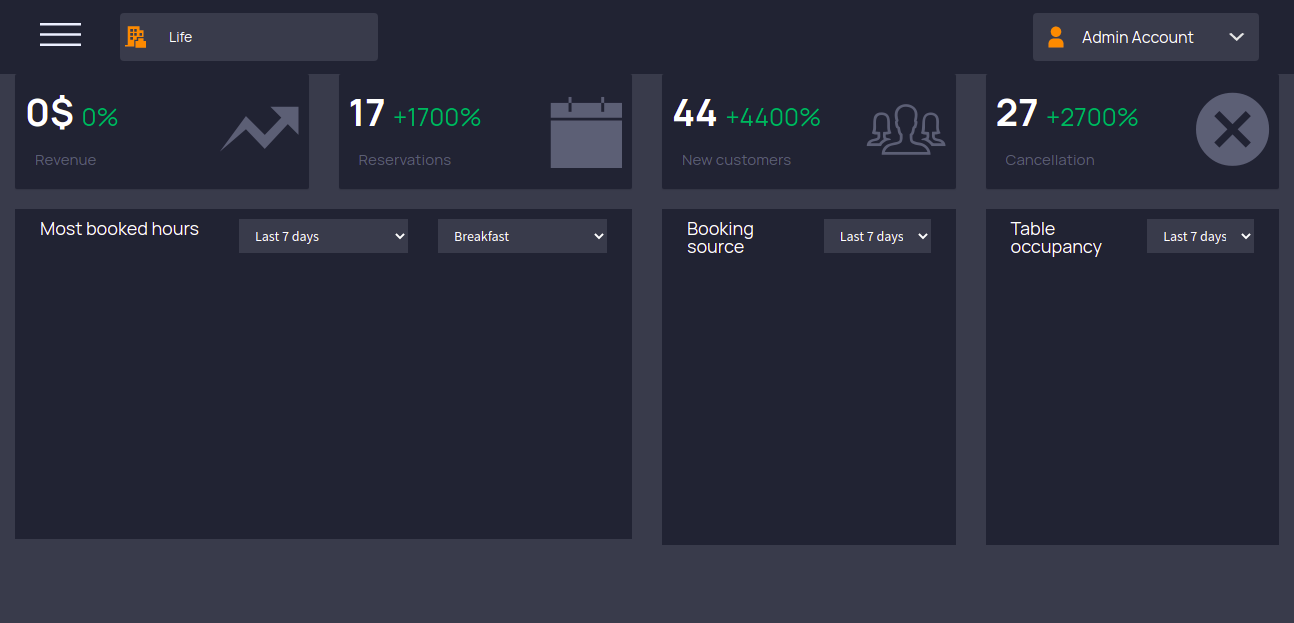 Life
Admin Account
0$ 0%
Revenue
17 +1700%
Reservations
44 +4400%
New customers
27 +2700%
Cancellation
Most booked hours
Last 7 days
Breakfast
Booking
source
Last 7 days
Table
occupancy
Last 7 days